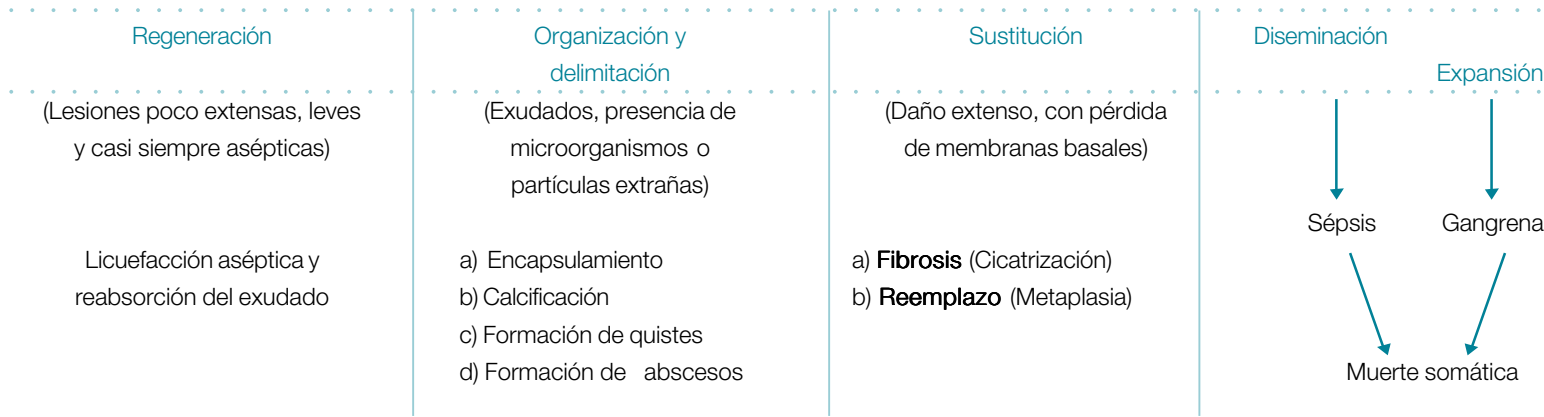 Regeneración
(Lesiones poco extensas, leves
y casi siempre asépticas)
Licuefacción aséptica y
reabsorción del exudado
Organización y
delimitación
(Exudados, presencia de
microorganismos o
partículas extrañas)
a) Encapsulamiento
b) Calcificación
c) Formación de quistes
d) Formación de abscesos
Sustitución
(Daño extenso, con pérdida
de membranas basales)
a) Fibrosis (Cicatrización)
b) Reemplazo (Metaplasia)
Diseminación
Expansión
Sépsis
Gangrena
Muerte somática